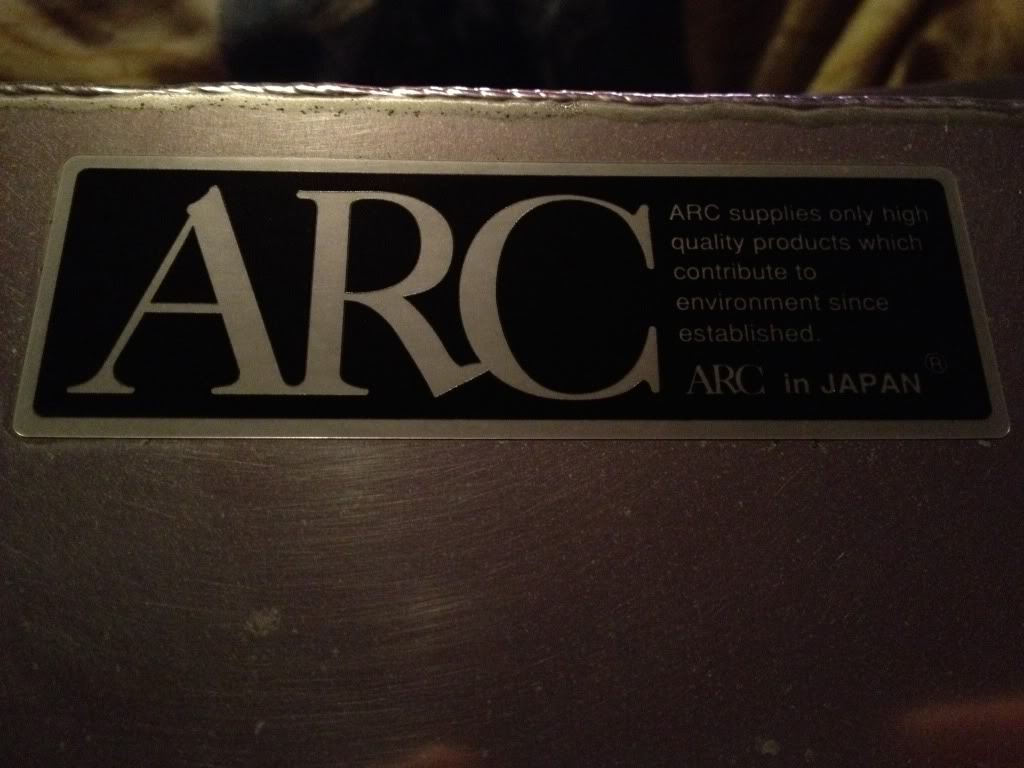 ARC
ARC supplies only high
quality products which
contribute to
environment since
established.
ARC in JAPAN ®